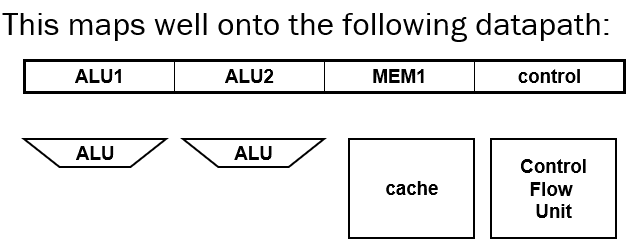 This maps well onto the following datapath:
ALU1 ALU2 MEM1 control
ALU ALU
cache
Control
Flow
Unit